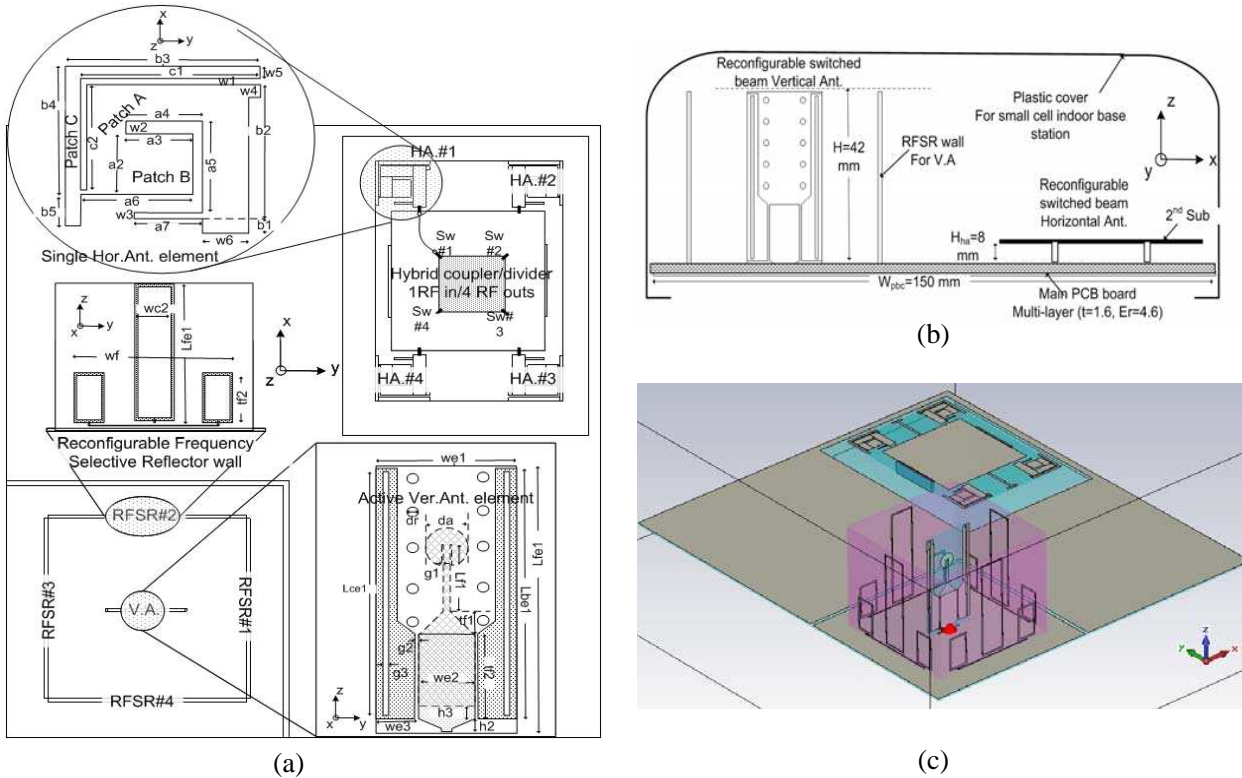 x
z
y
b3
c1
w5
w1
w4
b4
Patch A
a4
w2
a3
Patch C
c2
a2
a5
b2
Patch B
a6
b5
w3
a7
b1
w6
Single Hor.Ant. element
HA.#1
HA.#2
Sw
#1
Sw
#2
Hybrid coupler/divider
1RF in/4 RF outs
Sw
#4
Sw#
3
HA.#4
HA.#3
z
x
y
wc2
Lfe1
wf
tf2
x
z
y
Reconfigurable Frequency
Selective Reflector wall
RFSR#2
RFSR#3
V.A.
RFSR#1
RFSR#4
we1
Active Ver.Ant. element
dr
da
Lce1
g1
Lf1
Lbe1
Lfe1
tf1
g2
g3
we2
tf2
h3
we3
h2
z
x
y
(a)
Reconfigurable switched
beam Vertical Ant.
Plastic cover
For small cell indoor base
station
z
y
x
H=42
mm
RFSR wall
For V.A
Reconfigurable
switched beam
Horizontal Ant.
2nd Sub
Hha=8
mm
Wpbc=150 mm
Main PCB board
Multi-layer (t=1.6, Er=4.6)
(b)
z
y
x
(c)